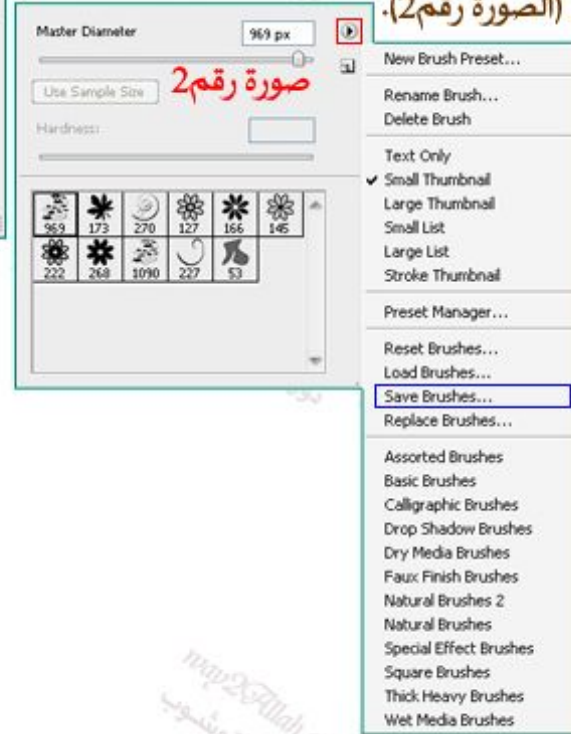 (الصورة رقم2).
Master Diameter
969 px
Use Sample Size
صورة رقم2
Hardness:
969 173 270 127 166 145
222 268 1090 227 53
New Brush Preset...
Rename Brush...
Delete Brush
Text Only
Small Thumbnail
Large Thumbnail
Small List
Large List
Stroke Thumbnail
Preset Manager...
Reset Brushes...
Load Brushes...
Save Brushes...
Replace Brushes...
Assorted Brushes
Basic Brushes
Calligraphic Brushes
Drop Shadow Brushes
Dry Media Brushes
Faux Finish Brushes
Natural Brushes 2
Natural Brushes
Special Effect Brushes
Square Brushes
Thick Heavy Brushes
Wet Media Brushes
way2Allah